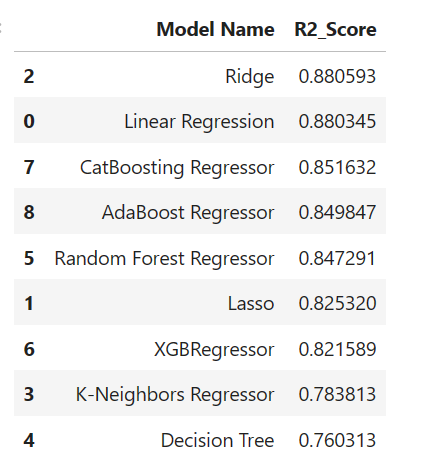 Model Name R2_Score
2 Ridge 0.880593
0 Linear Regression 0.880345
7 CatBoosting Regressor 0.851632
8 AdaBoost Regressor 0.849847
5 Random Forest Regressor 0.847291
1 Lasso 0.825320
6 XGBRegressor 0.821589
3 K-Neighbors Regressor 0.783813
4 Decision Tree 0.760313